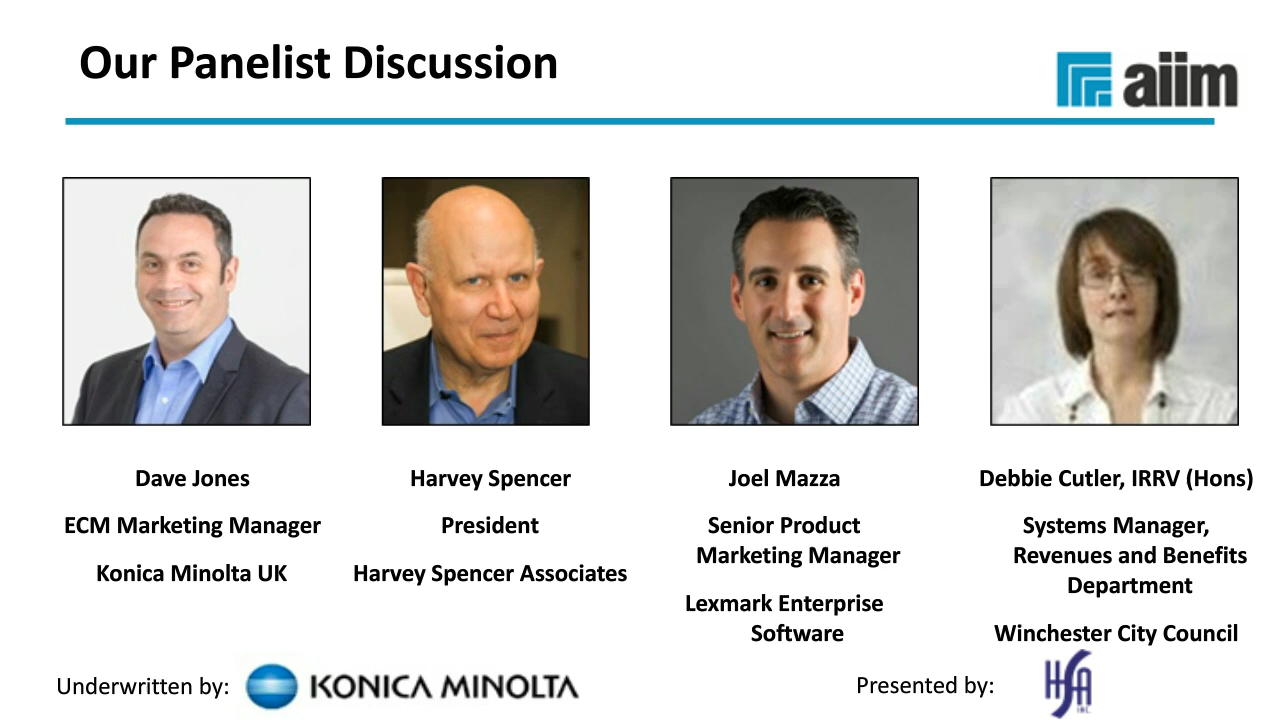 Our Panelist Discussion
aiim
Dave Jones
ECM Marketing Manager
Konica Minolta UK
Harvey Spencer
President
Harvey Spencer Associates
Joel Mazza
Senior Product
Marketing Manager
Lexmark Enterprise
Software
Debbie Cutler, IRRV (Hons)
Systems Manager,
Revenues and Benefits
Department
Winchester City Council
Underwritten by:
KONICA MINOLTA
Presented by:
HSA
INC.